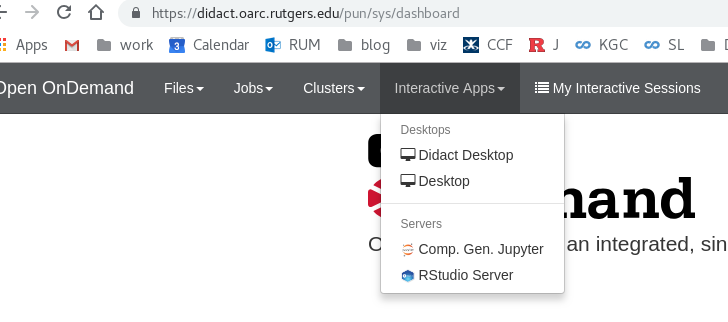 https://didact.oarc.rutgers.edu/pun/sys/dashboard
Apps work Calendar RUM blog viz CCF J KGC SL
Open OnDemand Files Jobs Clusters Interactive Apps My Interactive Sessions
Desktops
Didact Desktop
Desktop
Servers
Comp. Gen. Jupyter
RStudio Server
mand
an integrated, sin